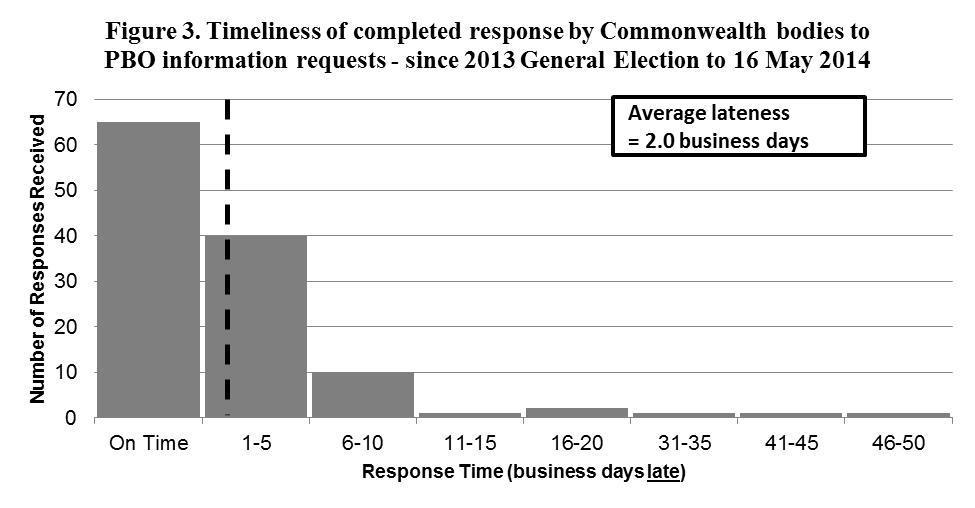 Figure 3. Timeliness of completed response by Commonwealth bodies to
PBO information requests - since 2013 General Election to 16 May 2014
Average lateness
= 2.0 business days
Number of Responses Received
70
60
50
40
30
20
10
0
On Time 1-5 6-10 11-15 16-20 31-35 41-45 46-50
Response Time (business days late)